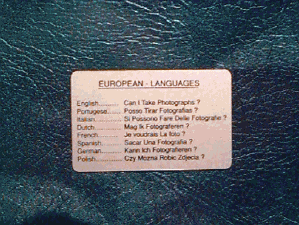 EUROPEAN - LANGUAGES
English.......... Can I Take Photographs ?
Portugese....... Posso Tirar Fotografias ?
Italian............ Si Possono Fare Delle Fotografie ?
Dutch............ Mag Ik Fotograferen ?
French........... Je voudrais La foto ?
Spanish......... Sacar Una Fotografia ?
German......... Kann Ich Fotografieren ?
Polish............ Czy Mozna Robic Zdjecia ?